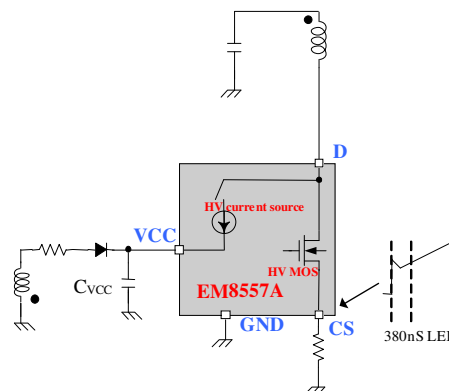 D
HV current source
VCC
HV MOS
CVCC
EM8557A
GND
CS
380nS